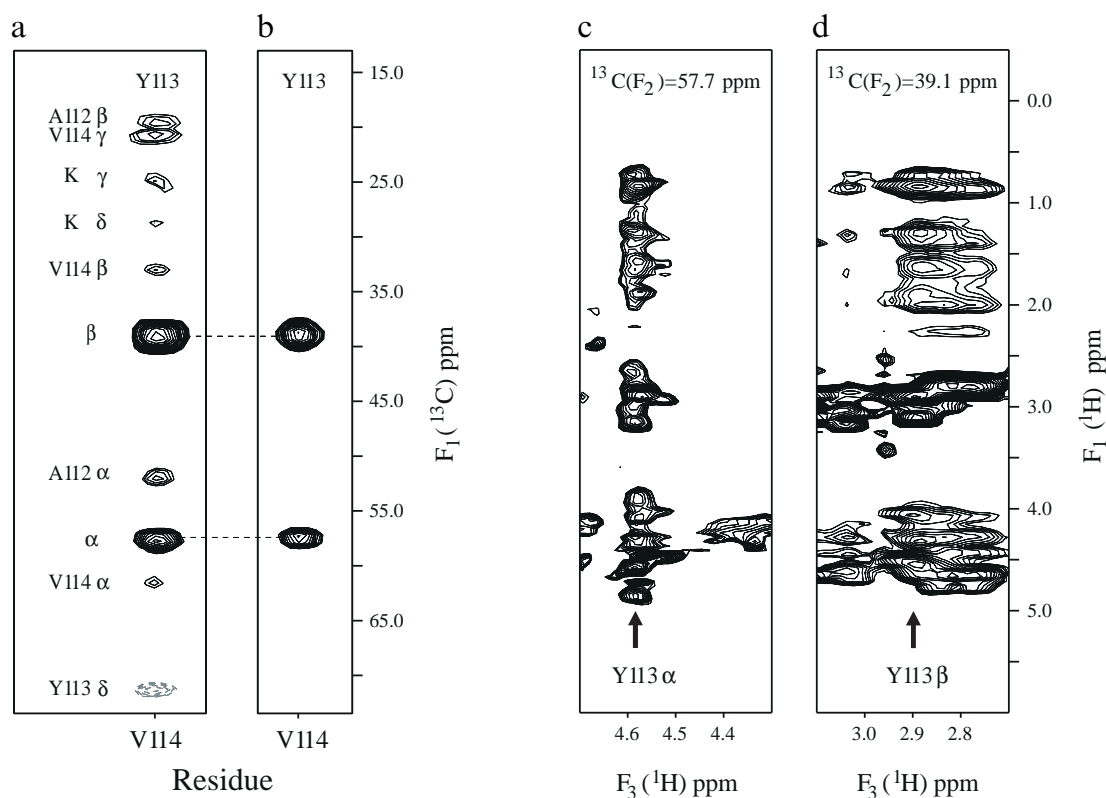 a
b
c
d
Y113
A112 β
V114 γ
K γ
K δ
V114 β
β
A112 α
α
V114 α
Y113 δ
V114
Y113
V114
Residue
15.0
25.0
35.0
45.0
55.0
65.0
F1 (13C) ppm
13C(F2)=57.7 ppm
Y113 α
4.6 4.5 4.4
F3 (1H) ppm
13C(F2)=39.1 ppm
Y113 β
3.0 2.9 2.8
F3 (1H) ppm
0.0
1.0
2.0
3.0
4.0
5.0
F1 (1H) ppm